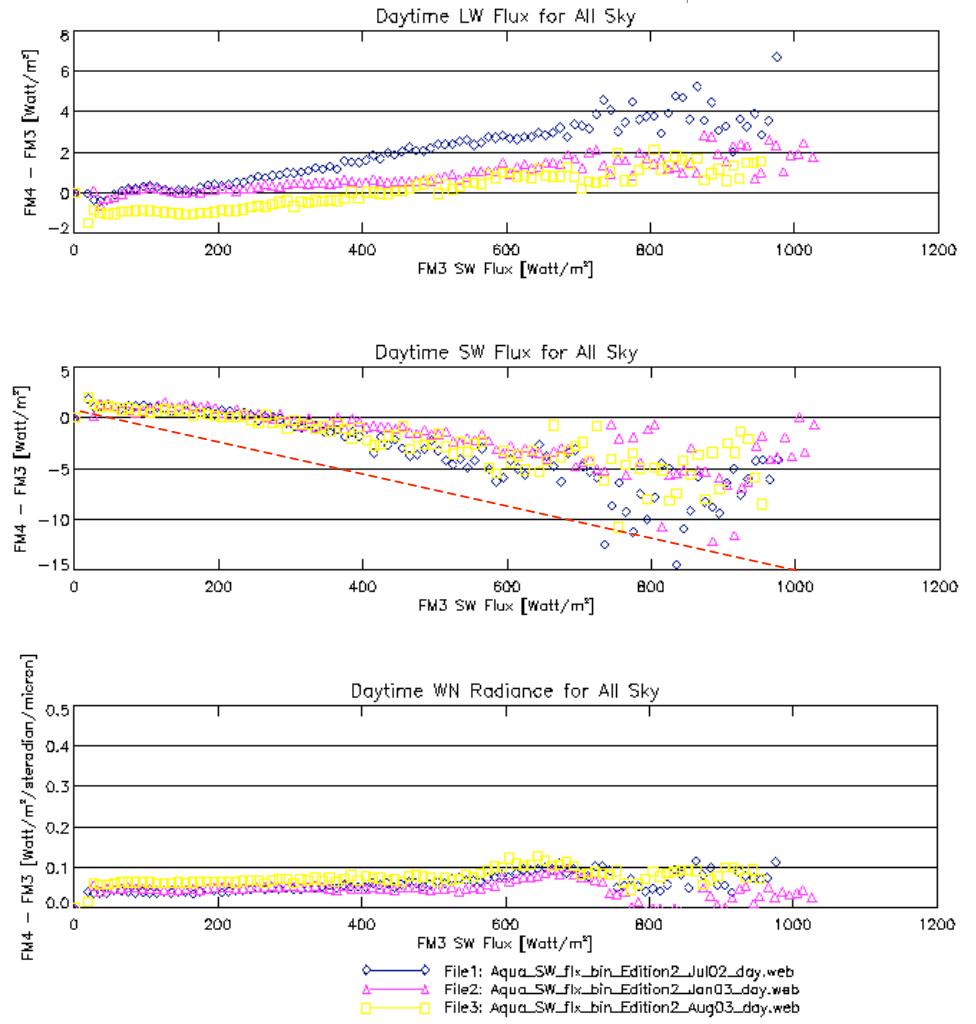 Daytime LW Flux for All Sky
FM4 - FM3 [Watt/m²]
8
6
4
2
0
-2
0 200 400 600 800 1000 1200
FM3 SW Flux [Watt/m²]
Daytime SW Flux for All Sky
FM4 - FM3 [Watt/m²]
5
0
-5
-10
-15
0 200 400 600 800 1000 1200
FM3 SW Flux [Watt/m²]
Daytime WN Radiance for All Sky
FM4 - FM3 [Watt/m²/steradian/micron]
0.5
0.4
0.3
0.2
0.1
0.0
0 200 400 600 800 1000 1200
FM3 SW Flux [Watt/m²]
File1: Aqua_SW_flx_bin_Edition2_Jul02_day.web
File2: Aqua_SW_flx_bin_Edition2_Jan03_day.web
File3: Aqua_SW_flx_bin_Edition2_Aug03_day.web